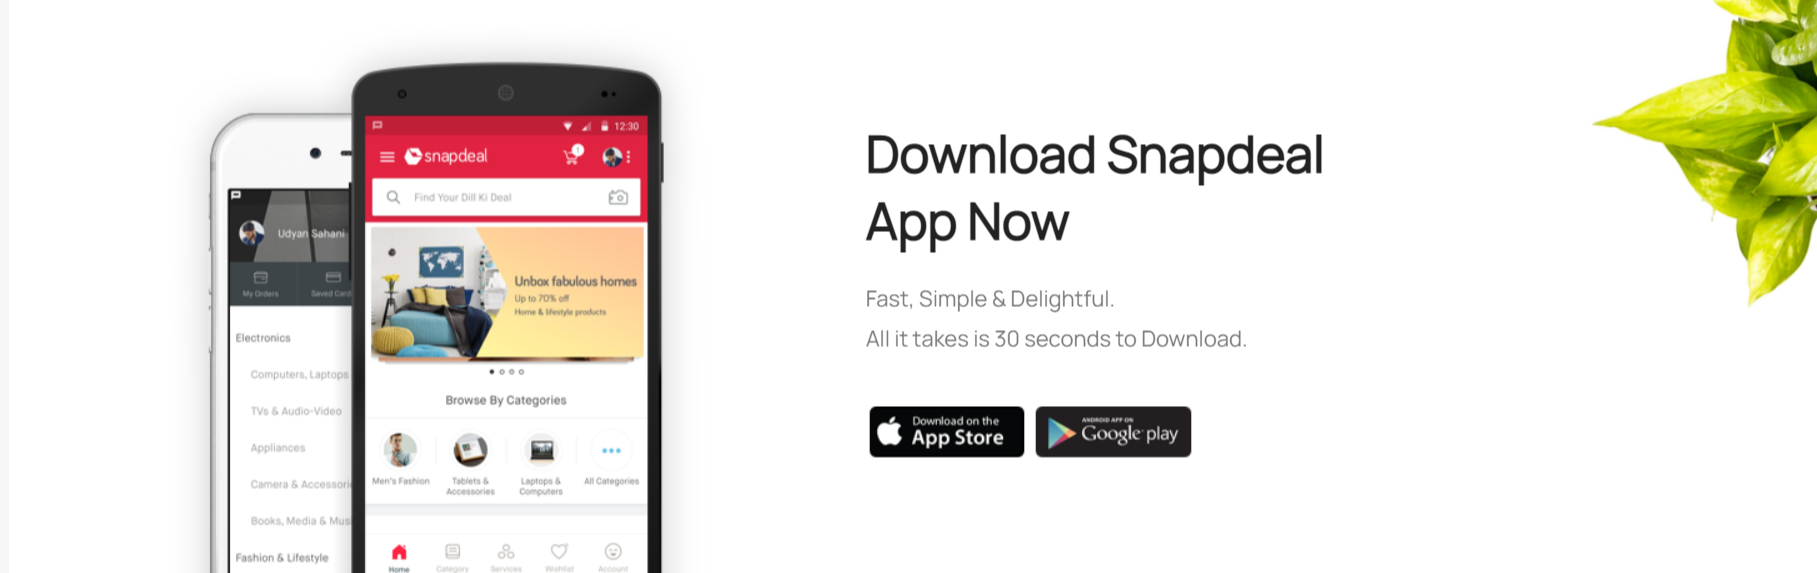 Udyan Sahani
My Orders
Saved Card
Electronics
Computers, Laptops
TVs & Audio-Video
Appliances
Camera & Accessori
Books, Media & Mus
Fashion & Lifestyle
12:30
snapdeal
1
Find Your Dill Ki Deal
Unbox fabulous homes
Up to 70% off
Home & lifestyle products
Browse By Categories
Men's Fashion
Tablets &
Accessories
Laptops &
Computers
All Categories
Home
Category
Services
Wishlist
Account
Download Snapdeal
App Now
Fast, Simple & Delightful.
All it takes is 30 seconds to Download.
Download on the
App Store
ANDROID APP ON
Google play